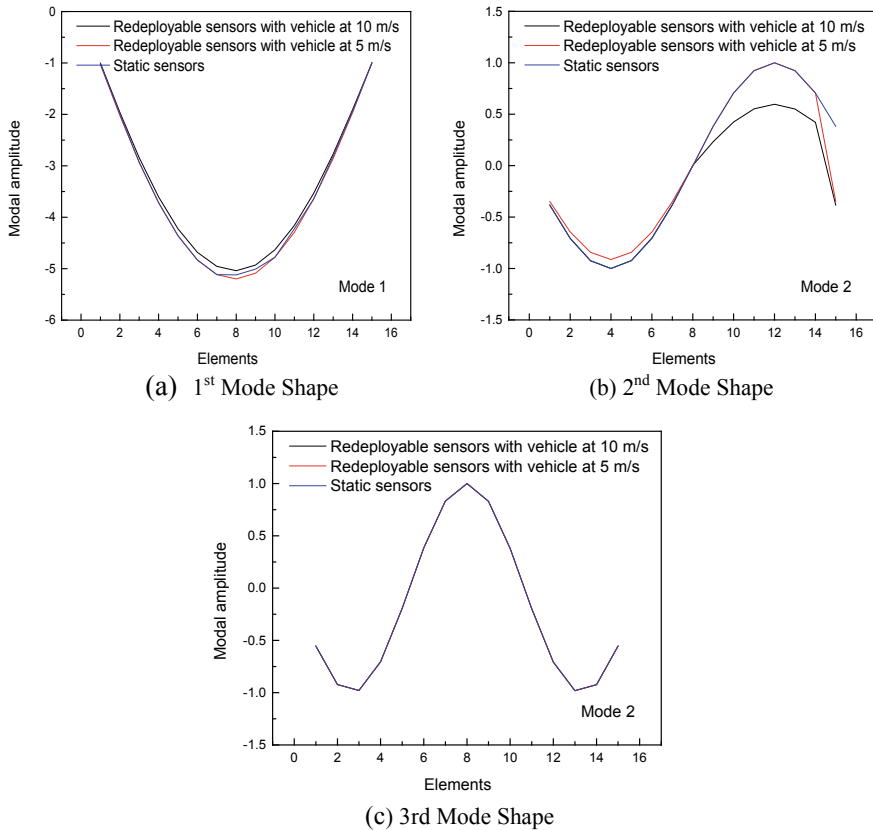 Redeployable sensors with vehicle at 10 m/s
Redeployable sensors with vehicle at 5 m/s
Static sensors
0
-1
-2
-3
-4
-5
-6
Modal amplitude
Mode 1
0 2 4 6 8 10 12 14 16
Elements
(a) 1st Mode Shape
Redeployable sensors with vehicle at 10 m/s
Redeployable sensors with vehicle at 5 m/s
Static sensors
1.5
1.0
0.5
0.0
-0.5
-1.0
-1.5
Modal amplitude
Mode 2
0 2 4 6 8 10 12 14 16
Elements
(b) 2nd Mode Shape
Redeployable sensors with vehicle at 10 m/s
Redeployable sensors with vehicle at 5 m/s
Static sensors
1.5
1.0
0.5
0.0
-0.5
-1.0
-1.5
Modal amplitude
Mode 2
0 2 4 6 8 10 12 14 16
Elements
(c) 3rd Mode Shape